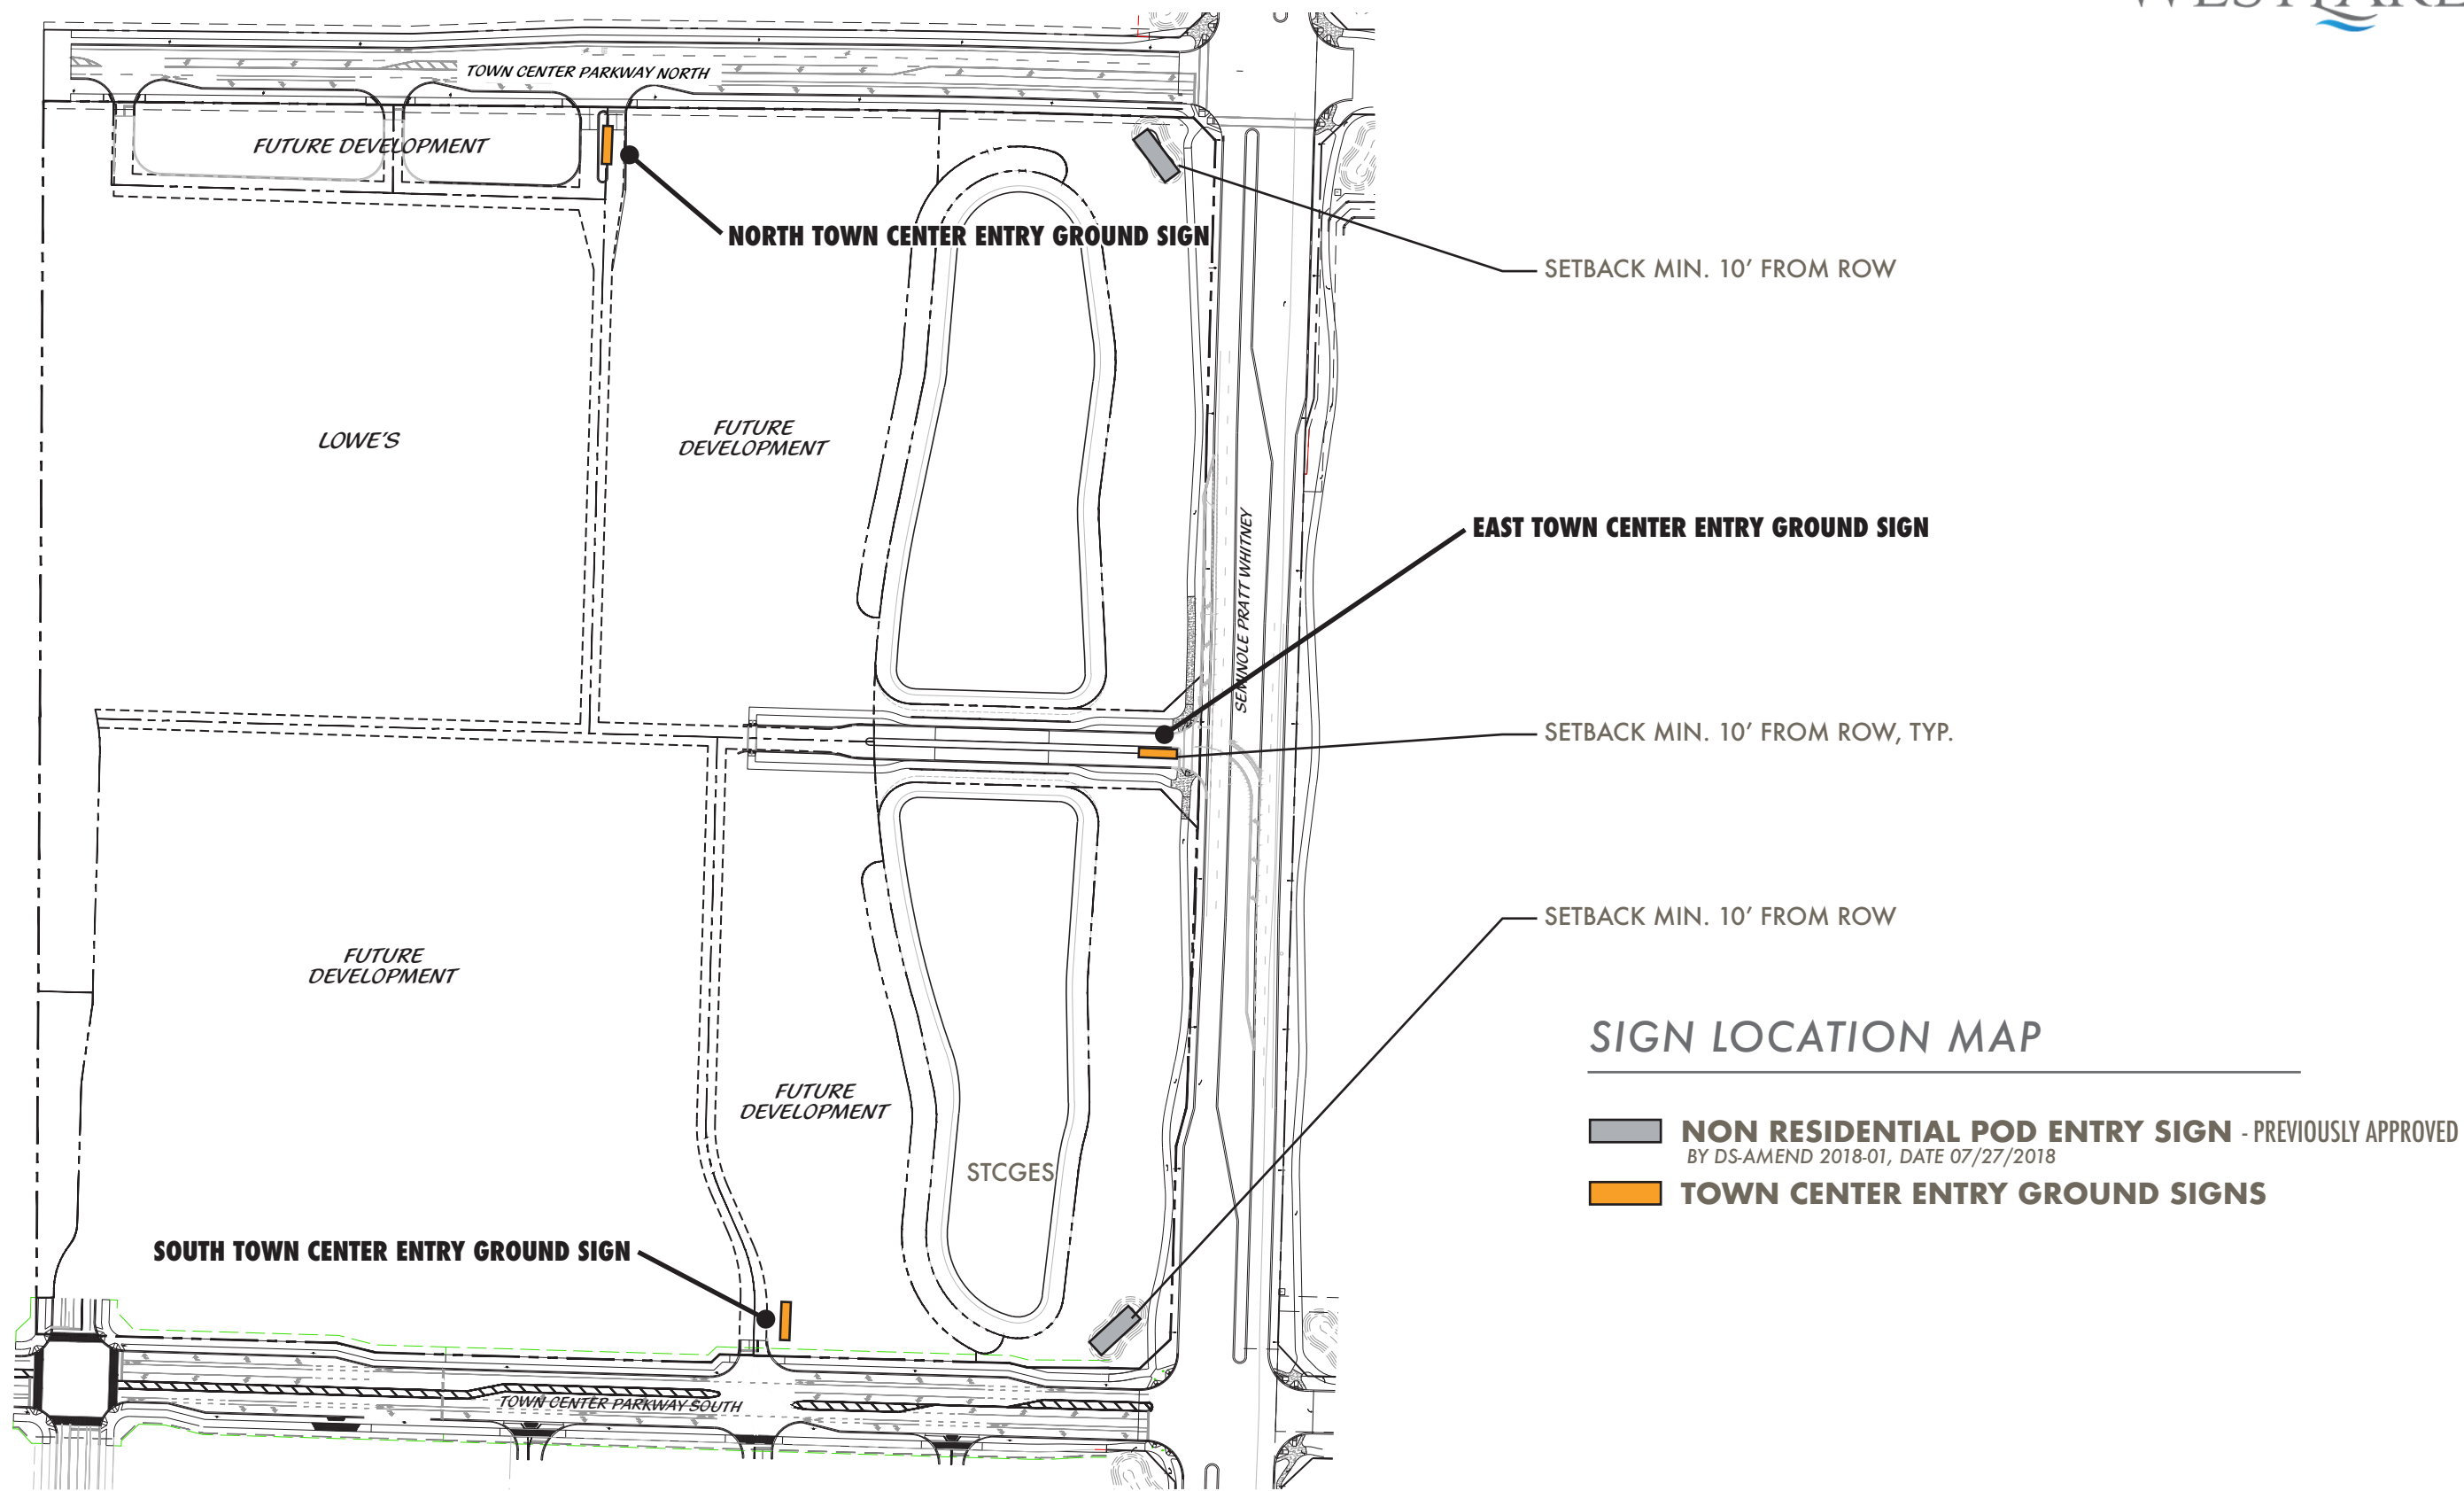 WESTLAKE
TOWN CENTER PARKWAY NORTH
FUTURE DEVELOPMENT
NORTH TOWN CENTER ENTRY GROUND SIGN
SETBACK MIN. 10' FROM ROW
LOWE'S
FUTURE
DEVELOPMENT
EAST TOWN CENTER ENTRY GROUND SIGN
SEMINOLE PRATT WHITNEY
SETBACK MIN. 10' FROM ROW, TYP.
SETBACK MIN. 10' FROM ROW
FUTURE
DEVELOPMENT
SIGN LOCATION MAP
FUTURE
DEVELOPMENT
NON RESIDENTIAL POD ENTRY SIGN - PREVIOUSLY APPROVED
BY DS-AMEND 2018-01, DATE 07/27/2018
STCGES
TOWN CENTER ENTRY GROUND SIGNS
SOUTH TOWN CENTER ENTRY GROUND SIGN
TOWN CENTER PARKWAY SOUTH